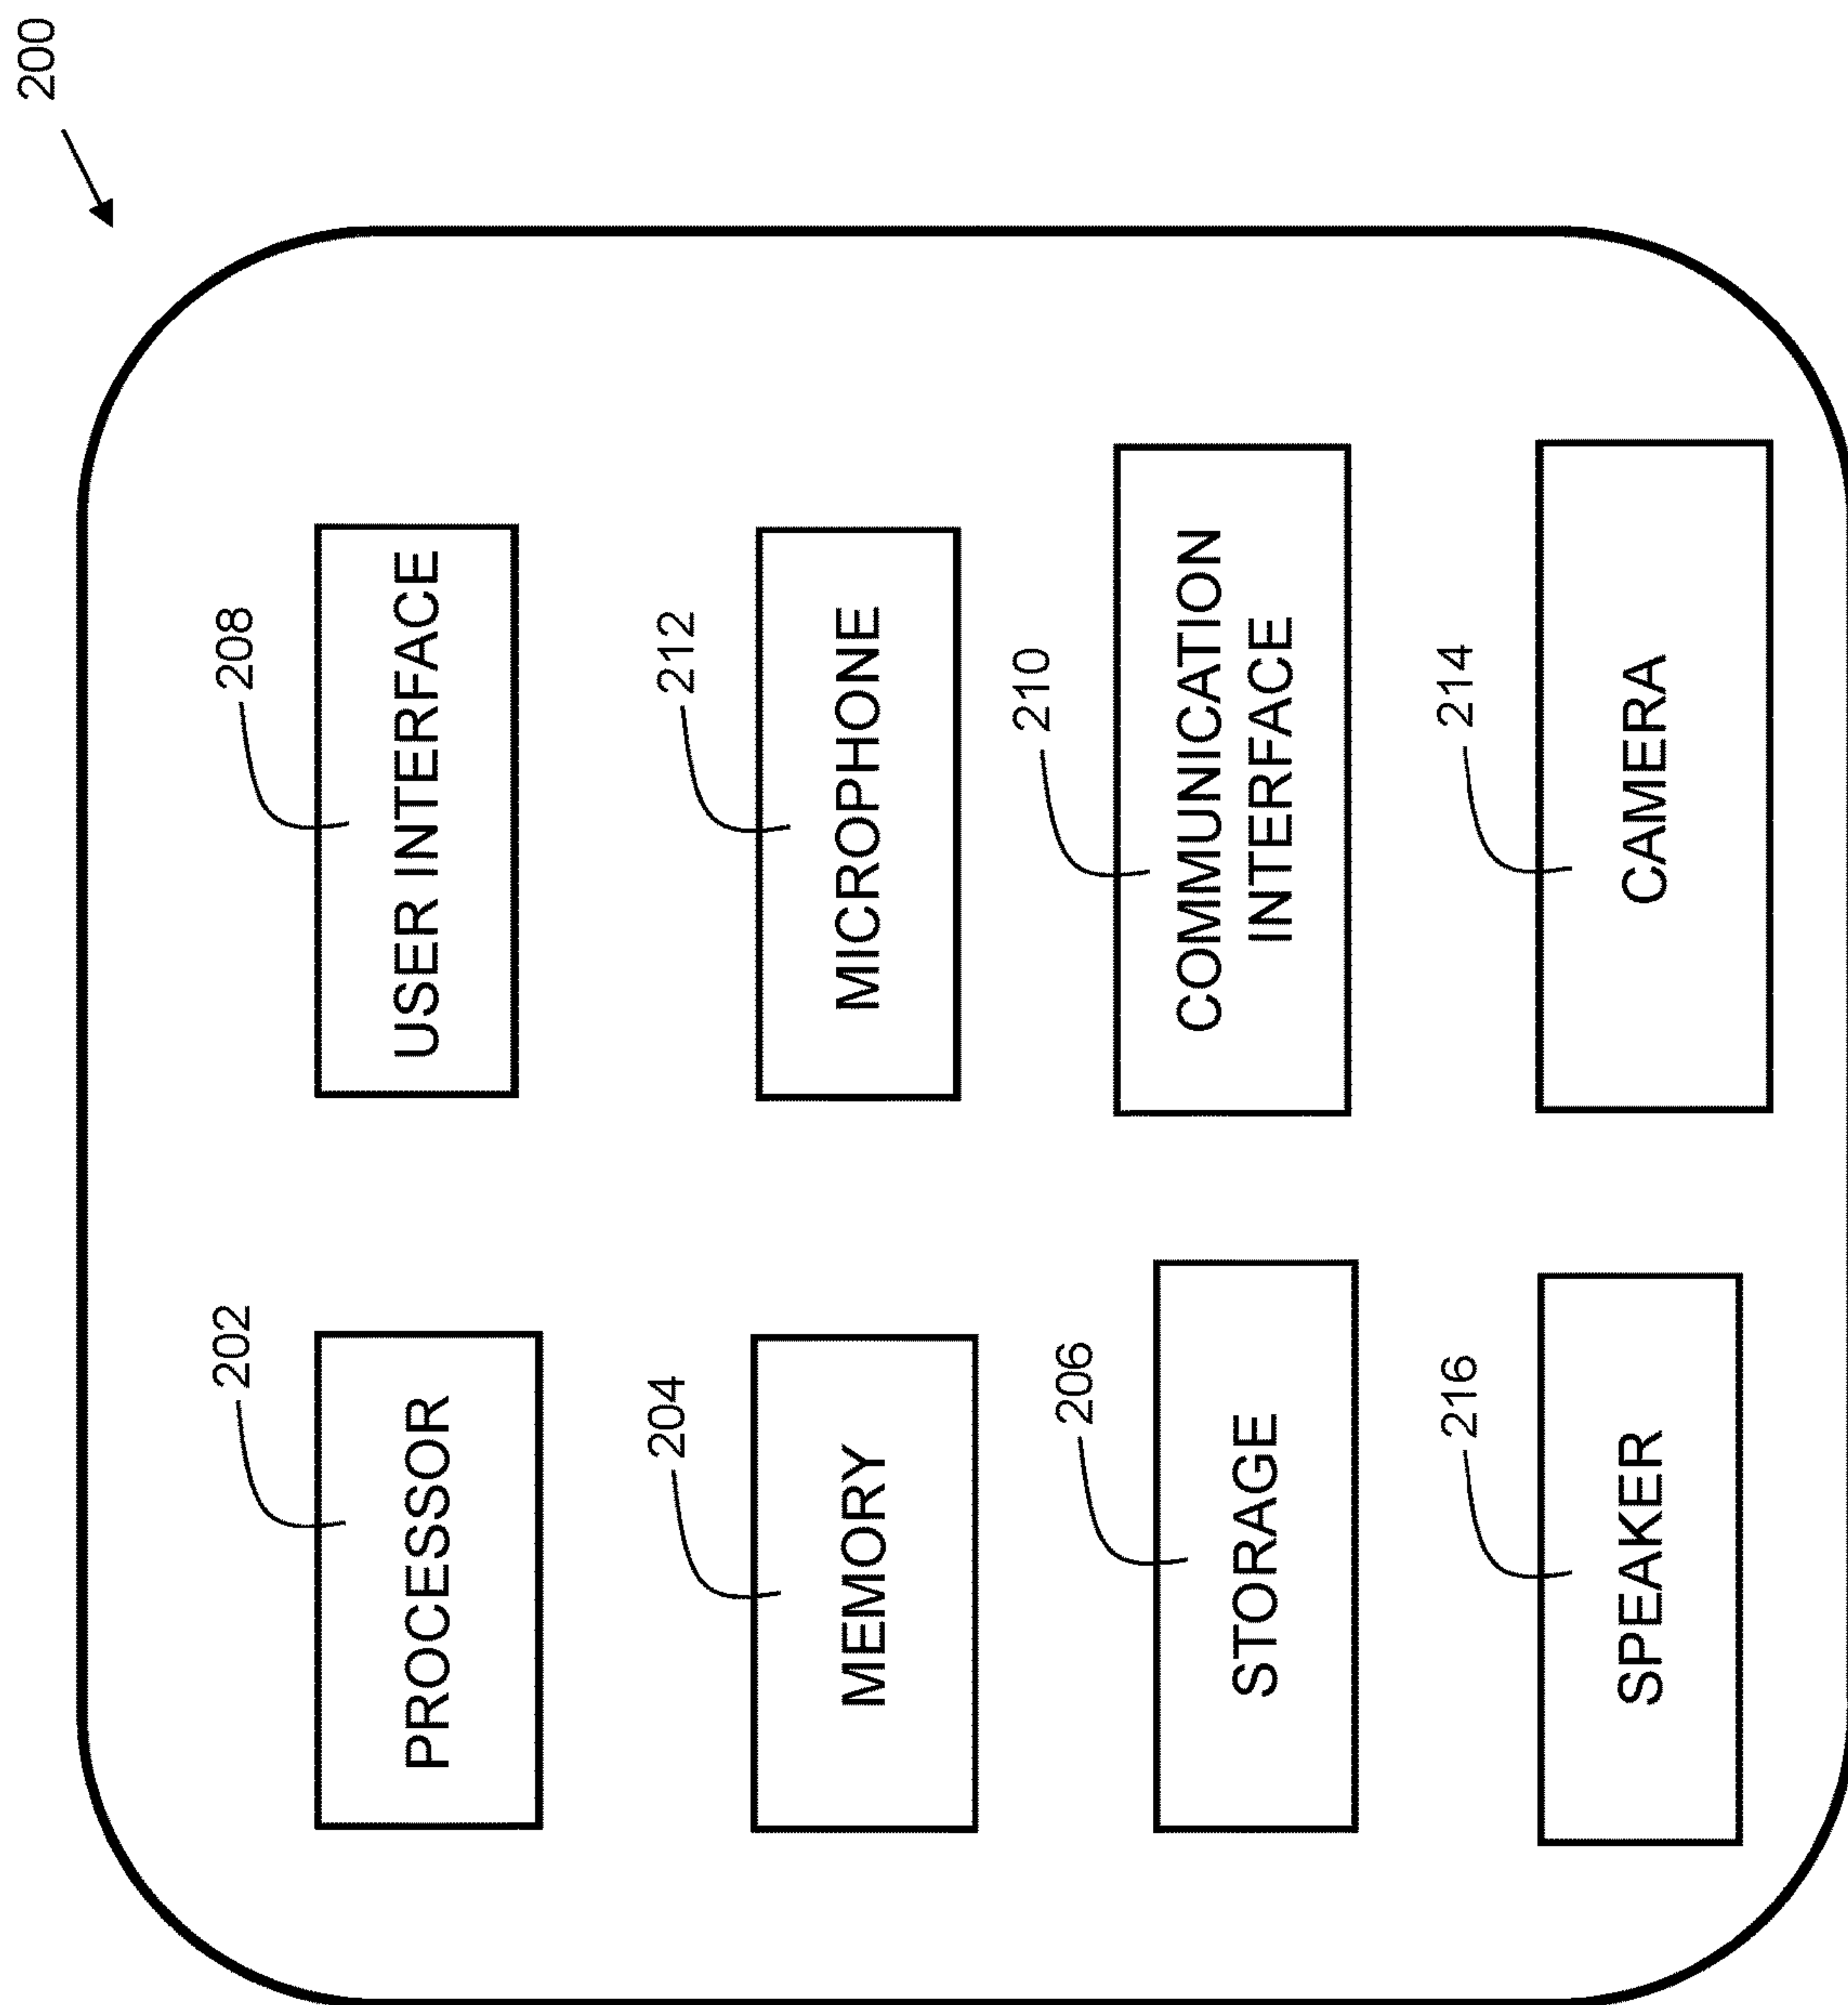 200
202
PROCESSOR
208
USER INTERFACE
204
MEMORY
212
MICROPHONE
206
STORAGE
210
COMMUNICATION
INTERFACE
216
SPEAKER
214
CAMERA